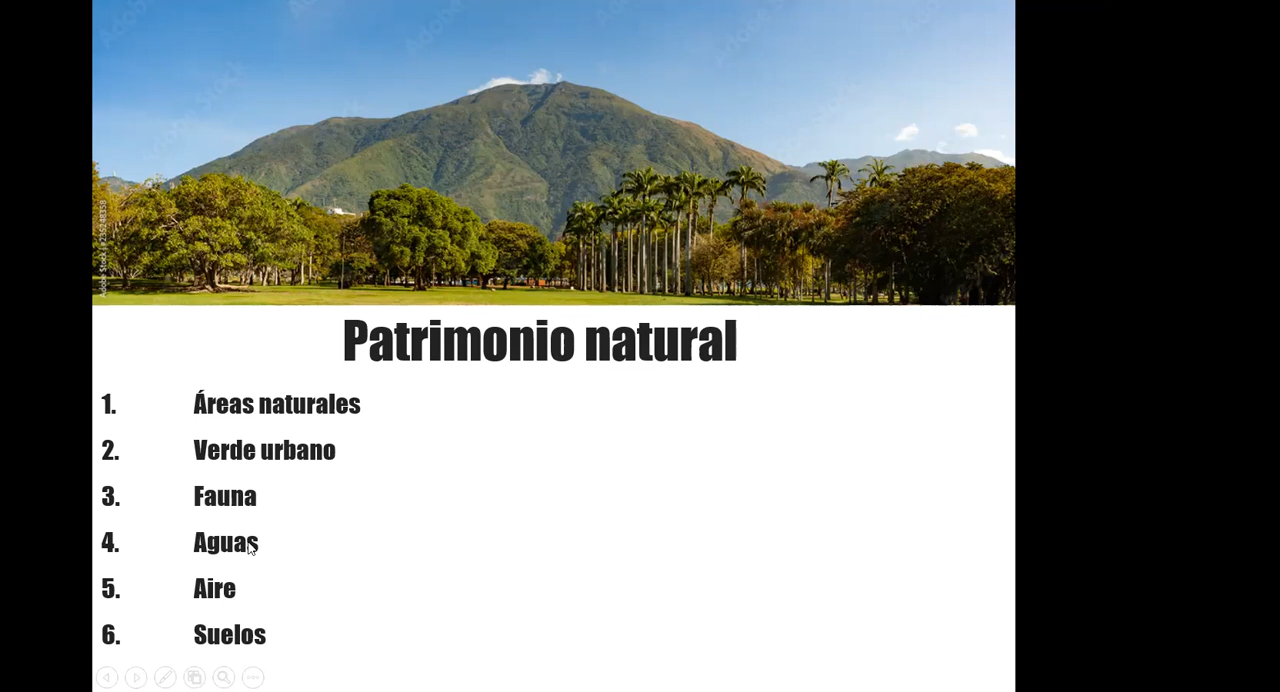 Patrimonio natural
1. Áreas naturales
2. Verde urbano
3. Fauna
4. Aguas
5. Aire
6. Suelos